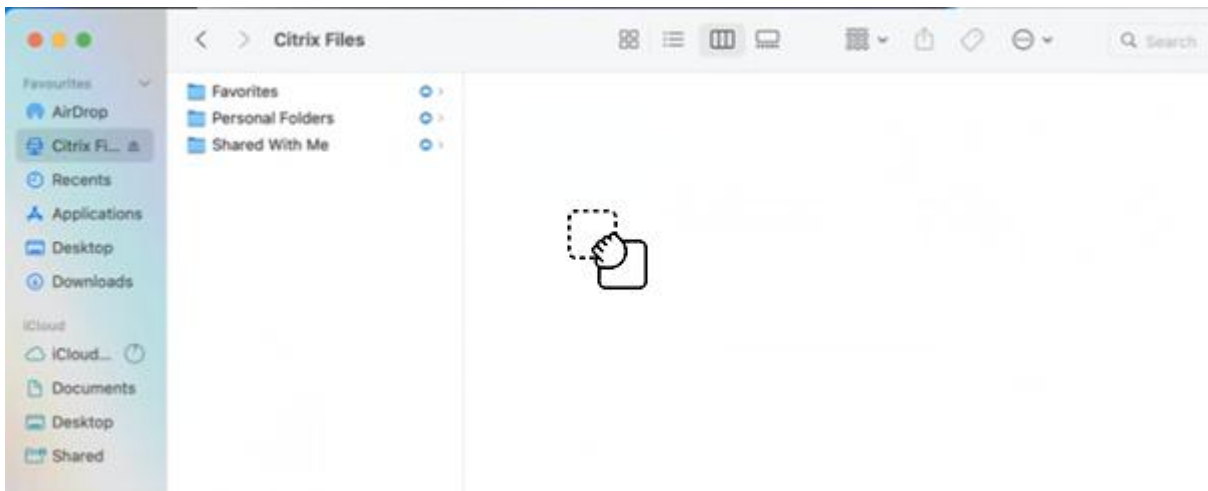 Citrix Files
Search
Favourites
AirDrop
Citrix Fi...
Recents
Applications
Desktop
Downloads
iCloud
iCloud...
Documents
Desktop
Shared
Favorites
Personal Folders
Shared With Me